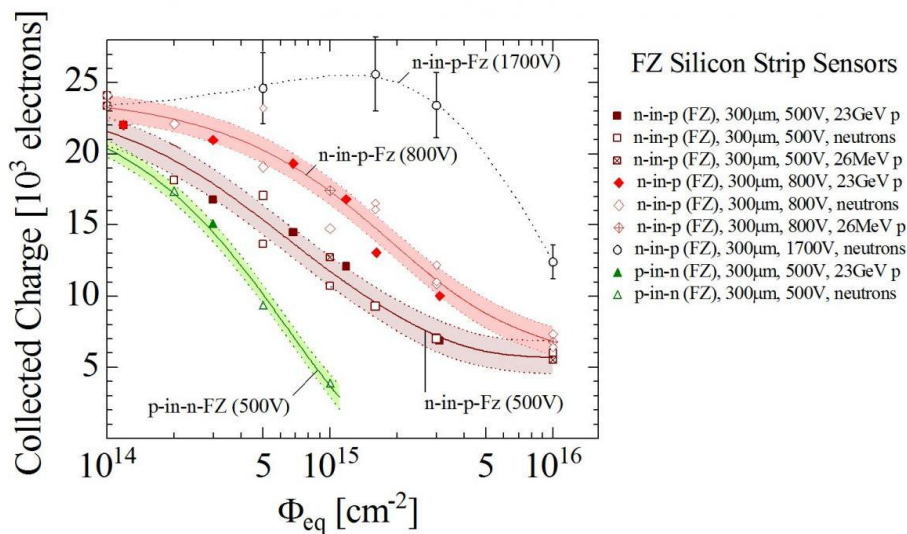 FZ Silicon Strip Sensors
n-in-p (FZ), 300μm, 500V, 23GeV p
n-in-p (FZ), 300μm, 500V, neutrons
n-in-p (FZ), 300μm, 500V, 26MeV p
n-in-p (FZ), 300μm, 800V, 23GeV p
n-in-p (FZ), 300μm, 800V, neutrons
n-in-p (FZ), 300μm, 800V, 26MeV p
n-in-p (FZ), 300μm, 1700V, neutrons
p-in-n (FZ), 300μm, 500V, 23GeV p
p-in-n (FZ), 300μm, 500V, neutrons
n-in-p-Fz (1700V)
n-in-p-Fz (800V)
p-in-n-FZ (500V)
n-in-p-Fz (500V)
Collected Charge [10³ electrons]
25
20
15
10
5
10¹⁴
5
10¹⁵
5
10¹⁶
Φeq [cm⁻²]